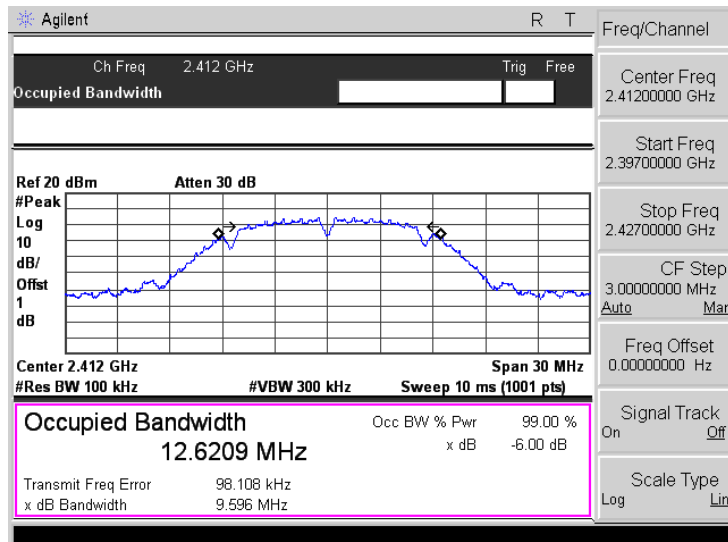 Agilent R T
Ch Freq 2.412 GHz Trig Free
Occupied Bandwidth
Ref 20 dBm Atten 30 dB
#Peak
Log
10
dB/
Offst
1
dB
Center 2.412 GHz Span 30 MHz
#Res BW 100 kHz #VBW 300 kHz Sweep 10 ms (1001 pts)
Occupied Bandwidth
12.6209 MHz
Occ BW % Pwr 99.00 %
x dB -6.00 dB
Transmit Freq Error 98.108 kHz
x dB Bandwidth 9.596 MHz
Freq/Channel
Center Freq
2.41200000 GHz
Start Freq
2.39700000 GHz
Stop Freq
2.42700000 GHz
CF Step
3.00000000 MHz
Auto Man
Freq Offset
0.00000000 Hz
Signal Track
On Off
Scale Type
Log Lin